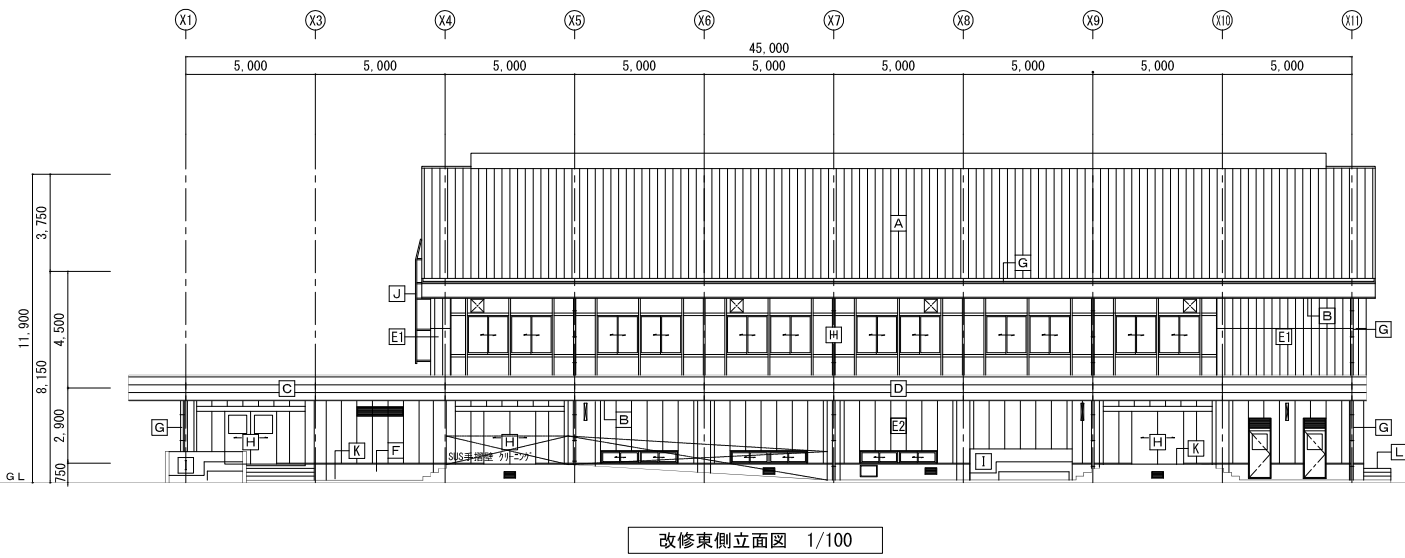 X1 X3 X4 X5 X6 X7 X8 X9 X10 X11
45,000
5,000 5,000 5,000 5,000 5,000 5,000 5,000 5,000 5,000
A
G
J
B
11,900
3,750
8,150
4,500
2,900
750
E1
H
E1
G
C
D
G
H
K
F
H
B
E2
H
K
G
I
I
L
SUS手摺壁 クリーニング
GL
改修東側立面図 1/100